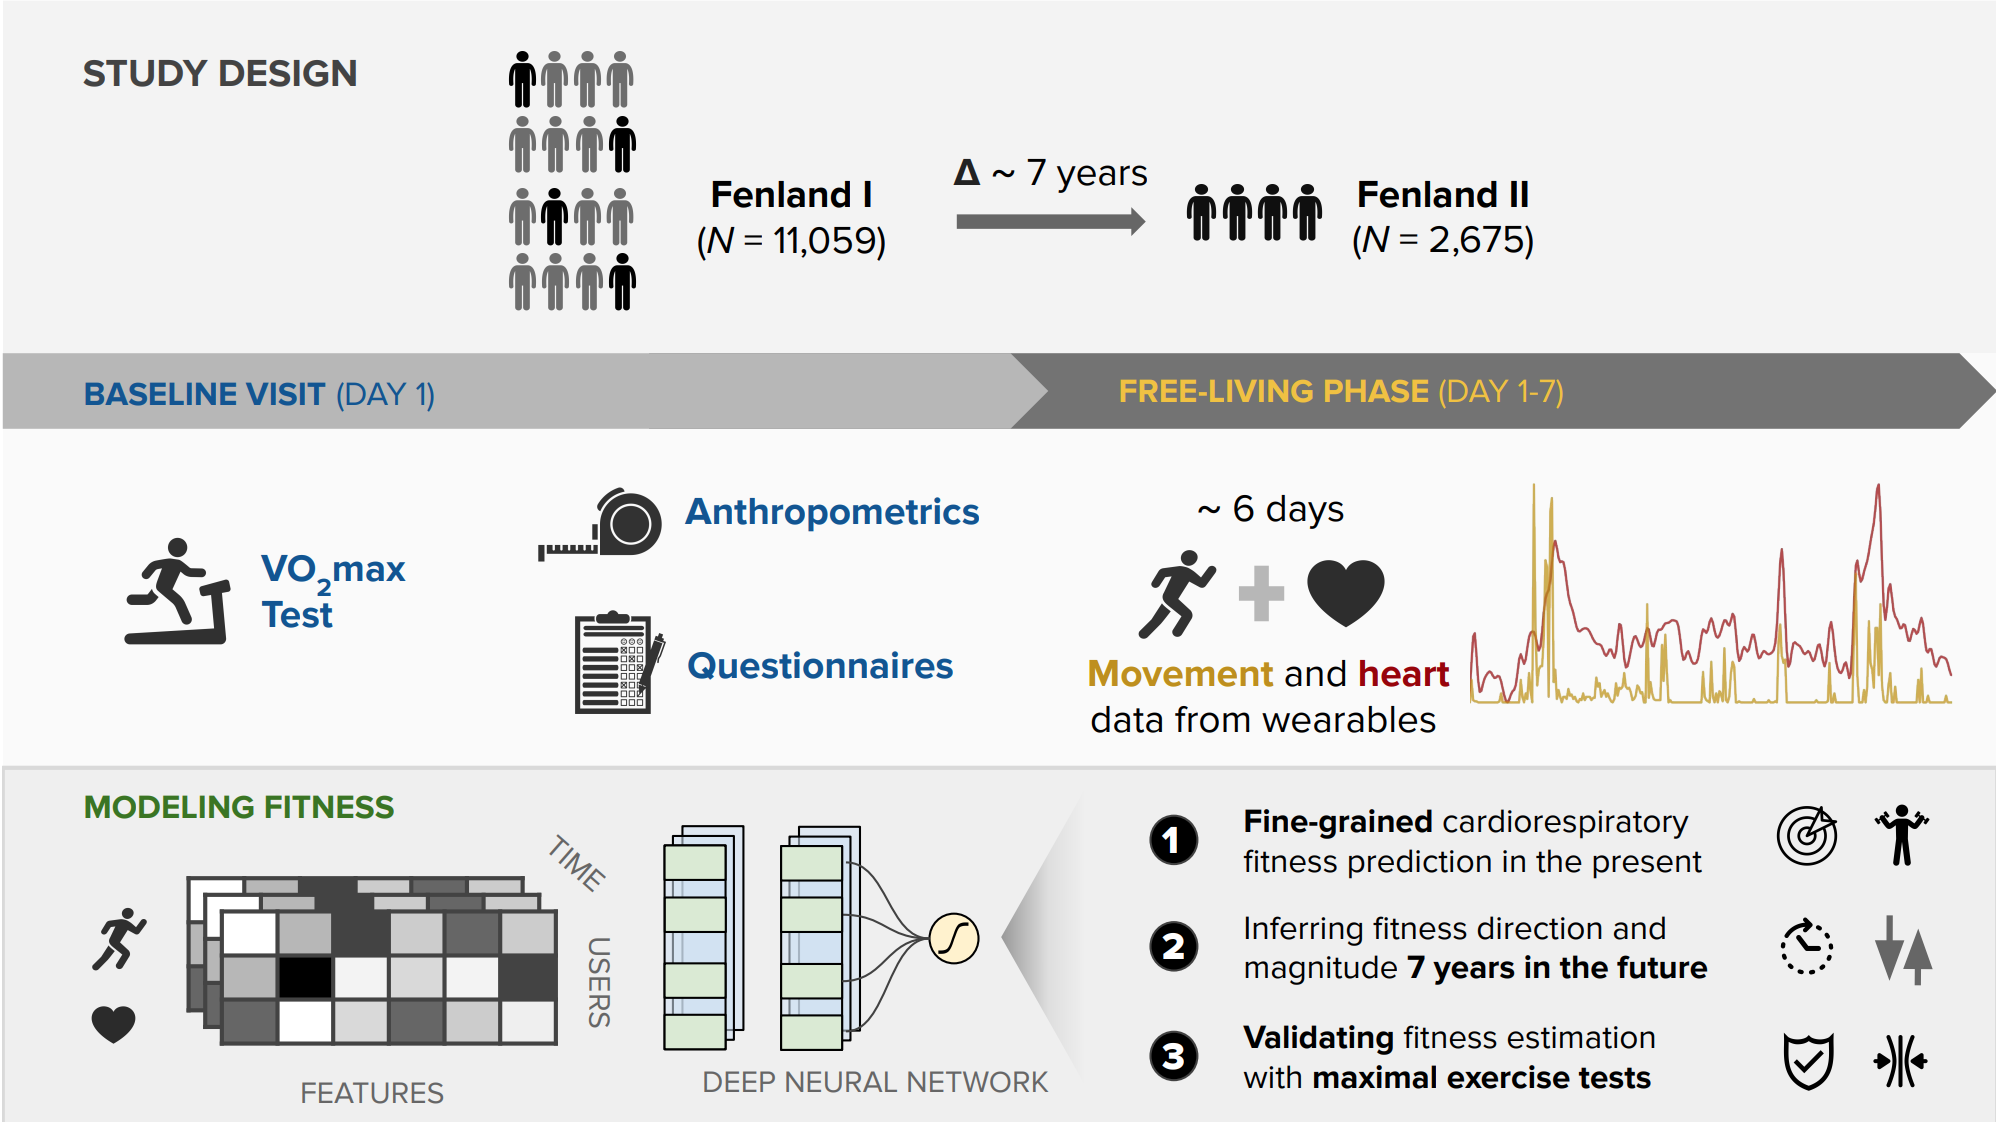 STUDY DESIGN
Fenland I
(N = 11,059)
Δ ~ 7 years
Fenland II
(N = 2,675)
BASELINE VISIT (DAY 1)
FREE-LIVING PHASE (DAY 1-7)
VO2max
Test
Anthropometrics
Questionnaires
~ 6 days
Movement and heart
data from wearables
MODELING FITNESS
TIME
USERS
FEATURES
DEEP NEURAL NETWORK
1
Fine-grained cardiorespiratory
fitness prediction in the present
2
Inferring fitness direction and
magnitude 7 years in the future
3
Validating fitness estimation
with maximal exercise tests